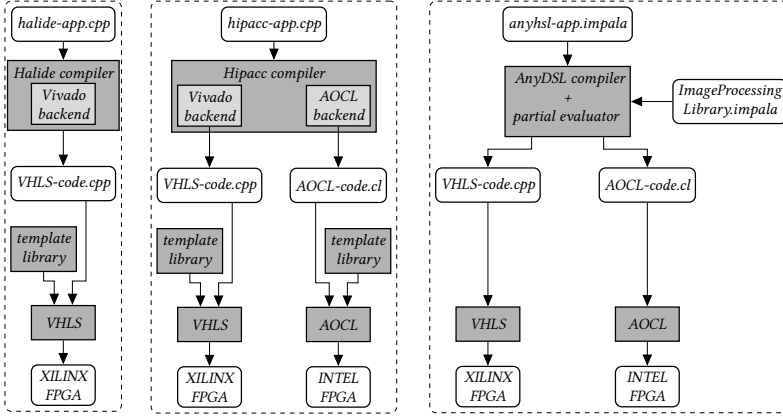 halide-app.cpp
Halide compiler
Vivado
backend
VHLS-code.cpp
template
library
VHLS
XILINX
FPGA
hipacc-app.cpp
Hipacc compiler
Vivado
backend
AOCL
backend
VHLS-code.cpp
AOCL-code.cl
template
library
template
library
VHLS
AOCL
XILINX
FPGA
INTEL
FPGA
anyhsl-app.impala
AnyDSL compiler
+
partial evaluator
ImageProcessing
Library.impala
VHLS-code.cpp
AOCL-code.cl
VHLS
AOCL
XILINX
FPGA
INTEL
FPGA